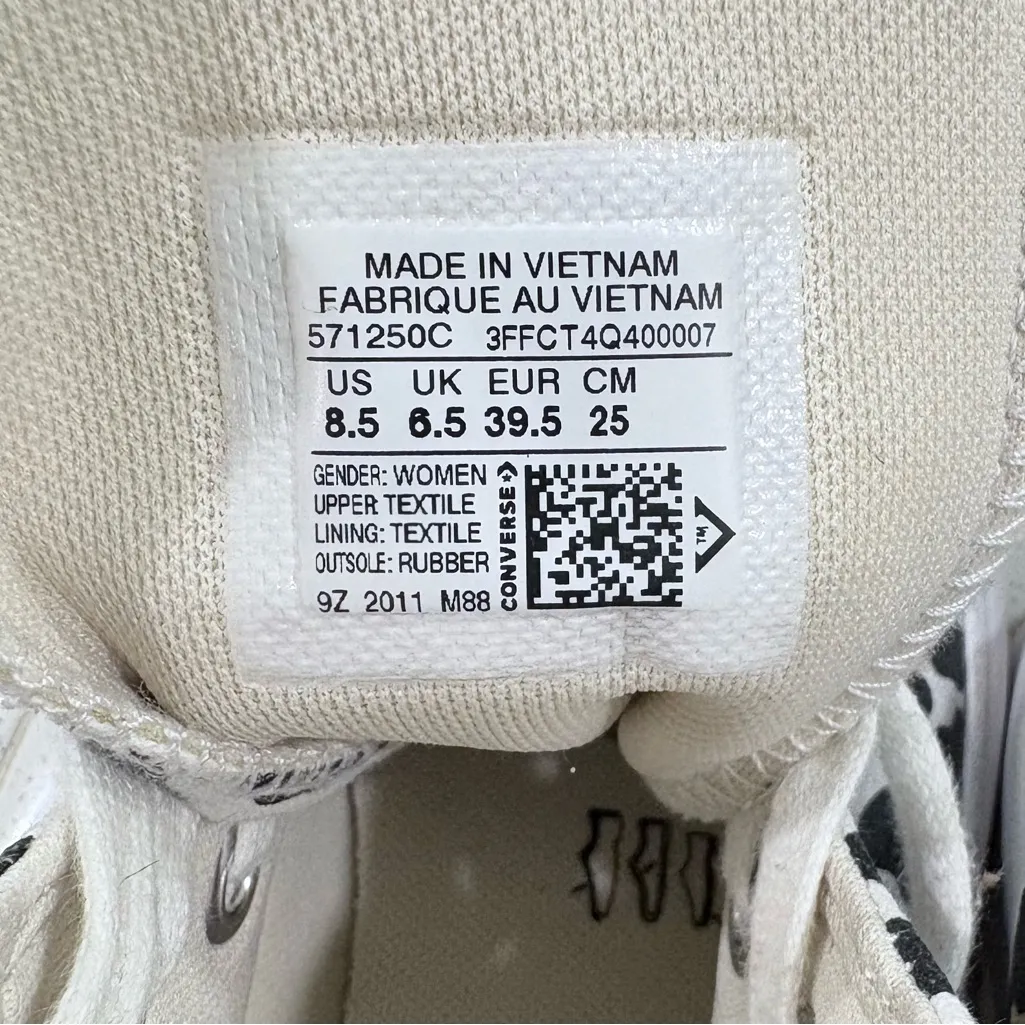 MADE IN VIETNAM
FABRIQUE AU VIETNAM
571250C 3FFCT4Q400007
US UK EUR CM
8.5 6.5 39.5 25
GENDER: WOMEN
UPPER TEXTILE
LINING: TEXTILE
OUTSOLE: RUBBER
9Z 2011 M88
CONVERSE
TM